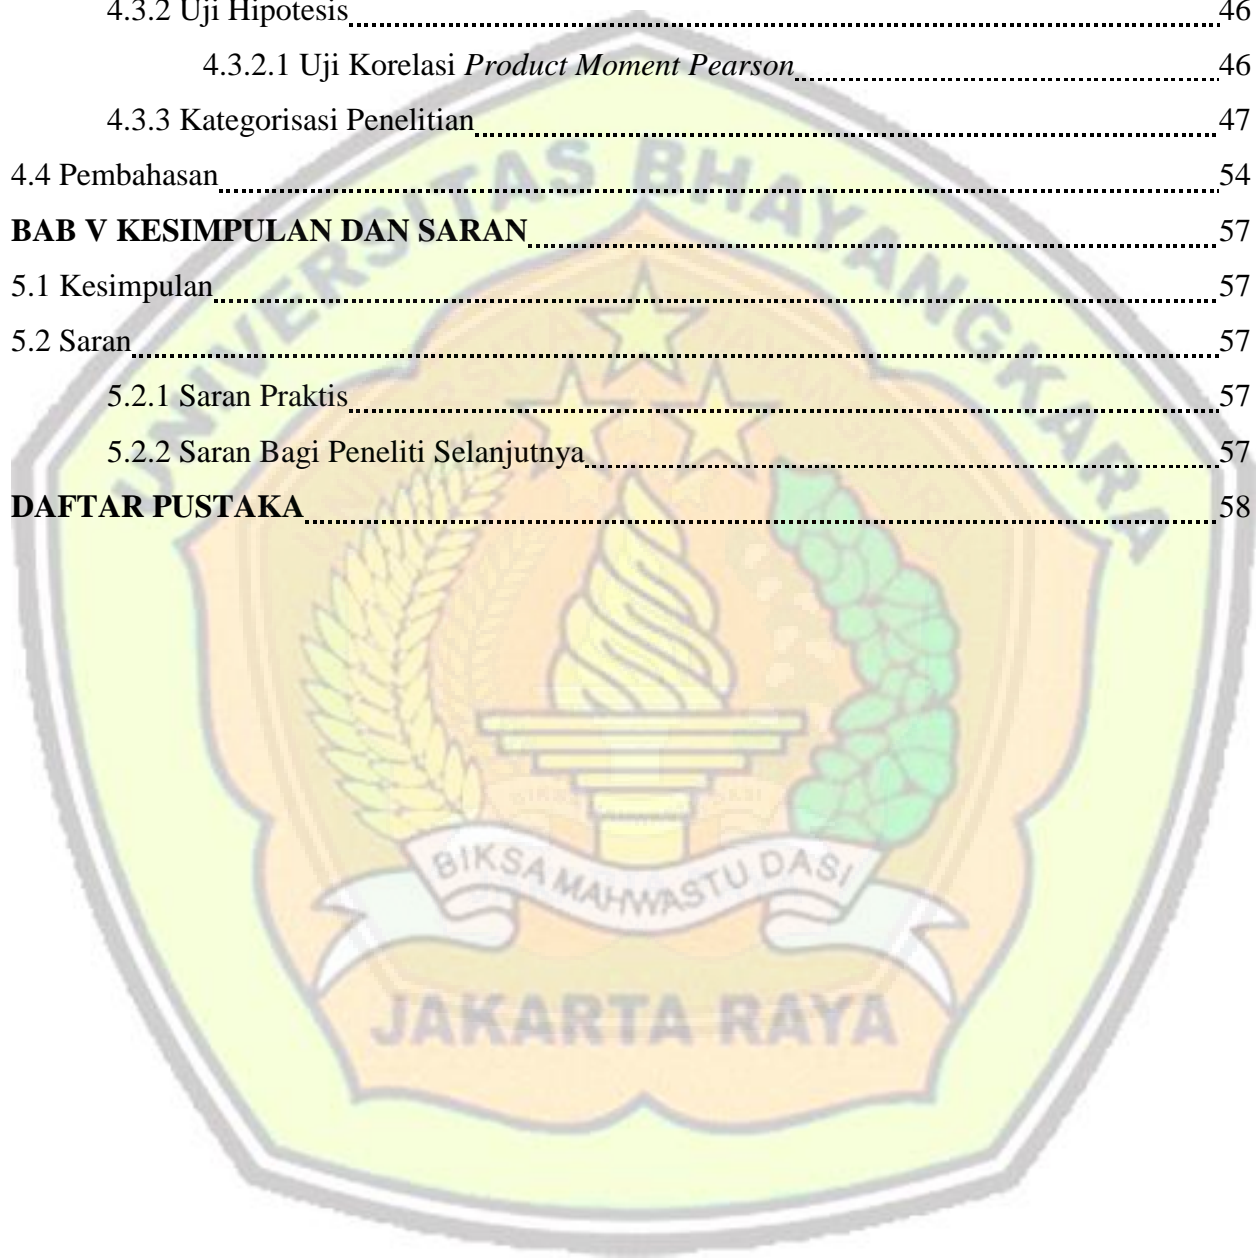 4.3.2 Uji Hipotesis 46
4.3.2.1 Uji Korelasi Product Moment Pearson 46
4.3.3 Kategorisasi Penelitian 47
4.4 Pembahasan 54
BAB V KESIMPULAN DAN SARAN 57
5.1 Kesimpulan 57
5.2 Saran 57
5.2.1 Saran Praktis 57
5.2.2 Saran Bagi Peneliti Selanjutnya 57
DAFTAR PUSTAKA 58
UNIVERSITAS BHAYANGKARA
BIKSA MAHWASTU DASI
JAKARTA RAYA